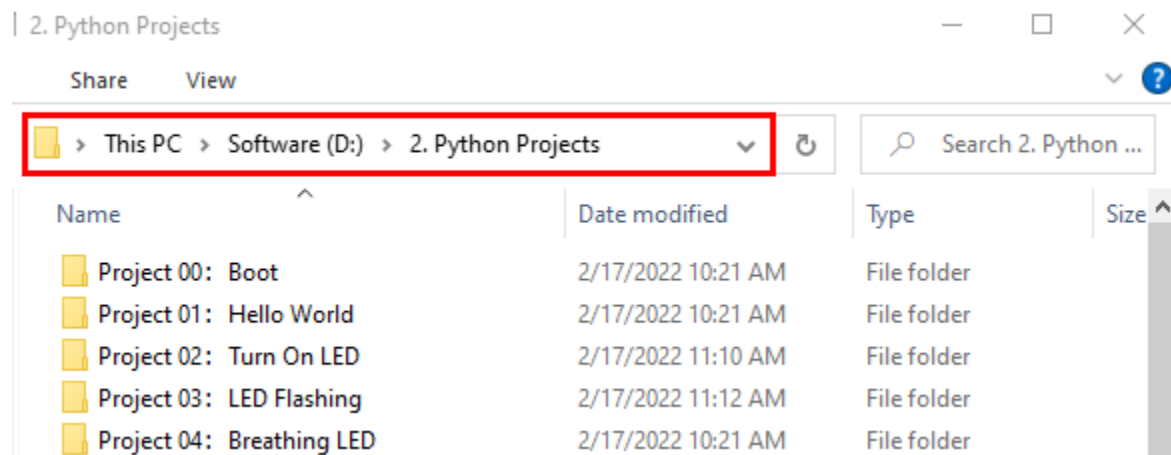 2. Python Projects
Share View
This PC > Software (D:) > 2. Python Projects Search 2. Python ...
Name Date modified Type Size
Project 00： Boot 2/17/2022 10:21 AM File folder
Project 01： Hello World 2/17/2022 10:21 AM File folder
Project 02： Turn On LED 2/17/2022 11:10 AM File folder
Project 03： LED Flashing 2/17/2022 11:12 AM File folder
Project 04： Breathing LED 2/17/2022 10:21 AM File folder